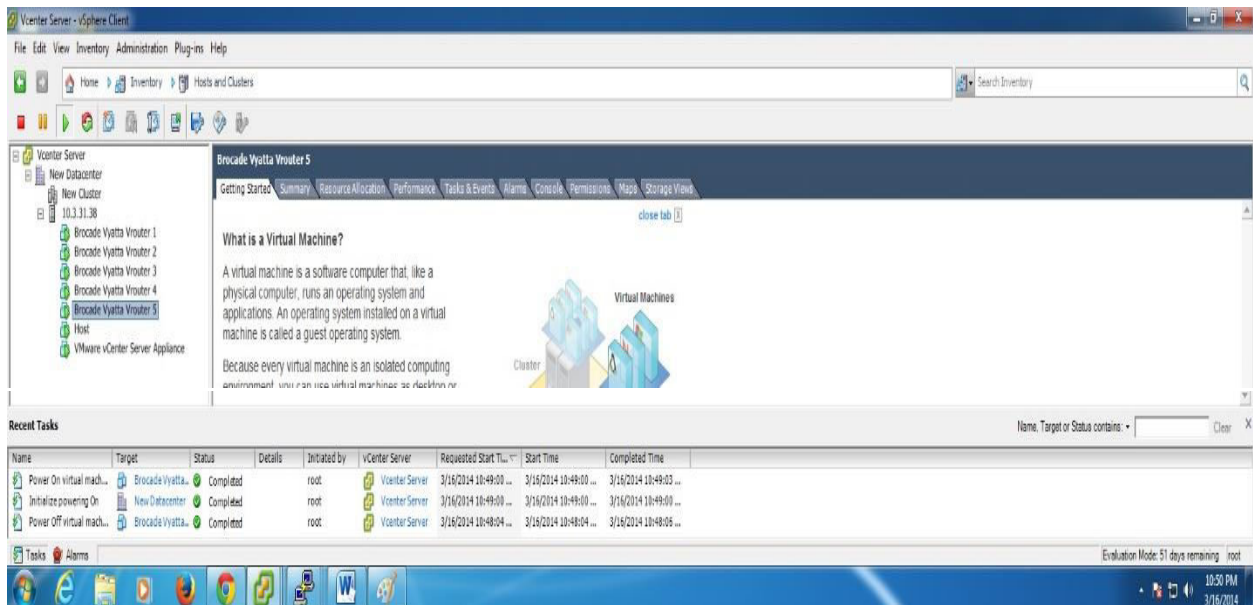 Vcenter Server - vSphere Client
File Edit View Inventory Administration Plug-ins Help
Home Inventory Hosts and Clusters
Search Inventory
Vcenter Server
New Datacenter
New Cluster
10.3.31.38
Brocade Vyatta Vrouter 1
Brocade Vyatta Vrouter 2
Brocade Vyatta Vrouter 3
Brocade Vyatta Vrouter 4
Brocade Vyatta Vrouter 5
Host
VMware vCenter Server Appliance
Brocade Vyatta Vrouter 5
Getting Started Summary Resource Allocation Performance Tasks & Events Alarms Console Permissions Maps Storage Views
close tab X
What is a Virtual Machine?
A virtual machine is a software computer that, like a
physical computer, runs an operating system and
applications. An operating system installed on a virtual
machine is called a guest operating system.
Because every virtual machine is an isolated computing
environment, you can use virtual machines as desktop or
Virtual Machines
Cluster
Recent Tasks
Name, Target or Status contains:
Clear X
Name Target Status Details Initiated by vCenter Server Requested Start Ti... Start Time Completed Time
Power On virtual mach... Brocade Vyatta... Completed root Vcenter Server 3/16/2014 10:49:00 ... 3/16/2014 10:49:00 ... 3/16/2014 10:49:03 ...
Initialize powering On New Datacenter Completed root Vcenter Server 3/16/2014 10:49:00 ... 3/16/2014 10:49:00 ... 3/16/2014 10:49:00 ...
Power Off virtual mach... Brocade Vyatta... Completed root Vcenter Server 3/16/2014 10:48:04 ... 3/16/2014 10:48:04 ... 3/16/2014 10:48:06 ...
Tasks Alarms
Evaluation Mode: 51 days remaining root
10:50 PM
3/16/2014